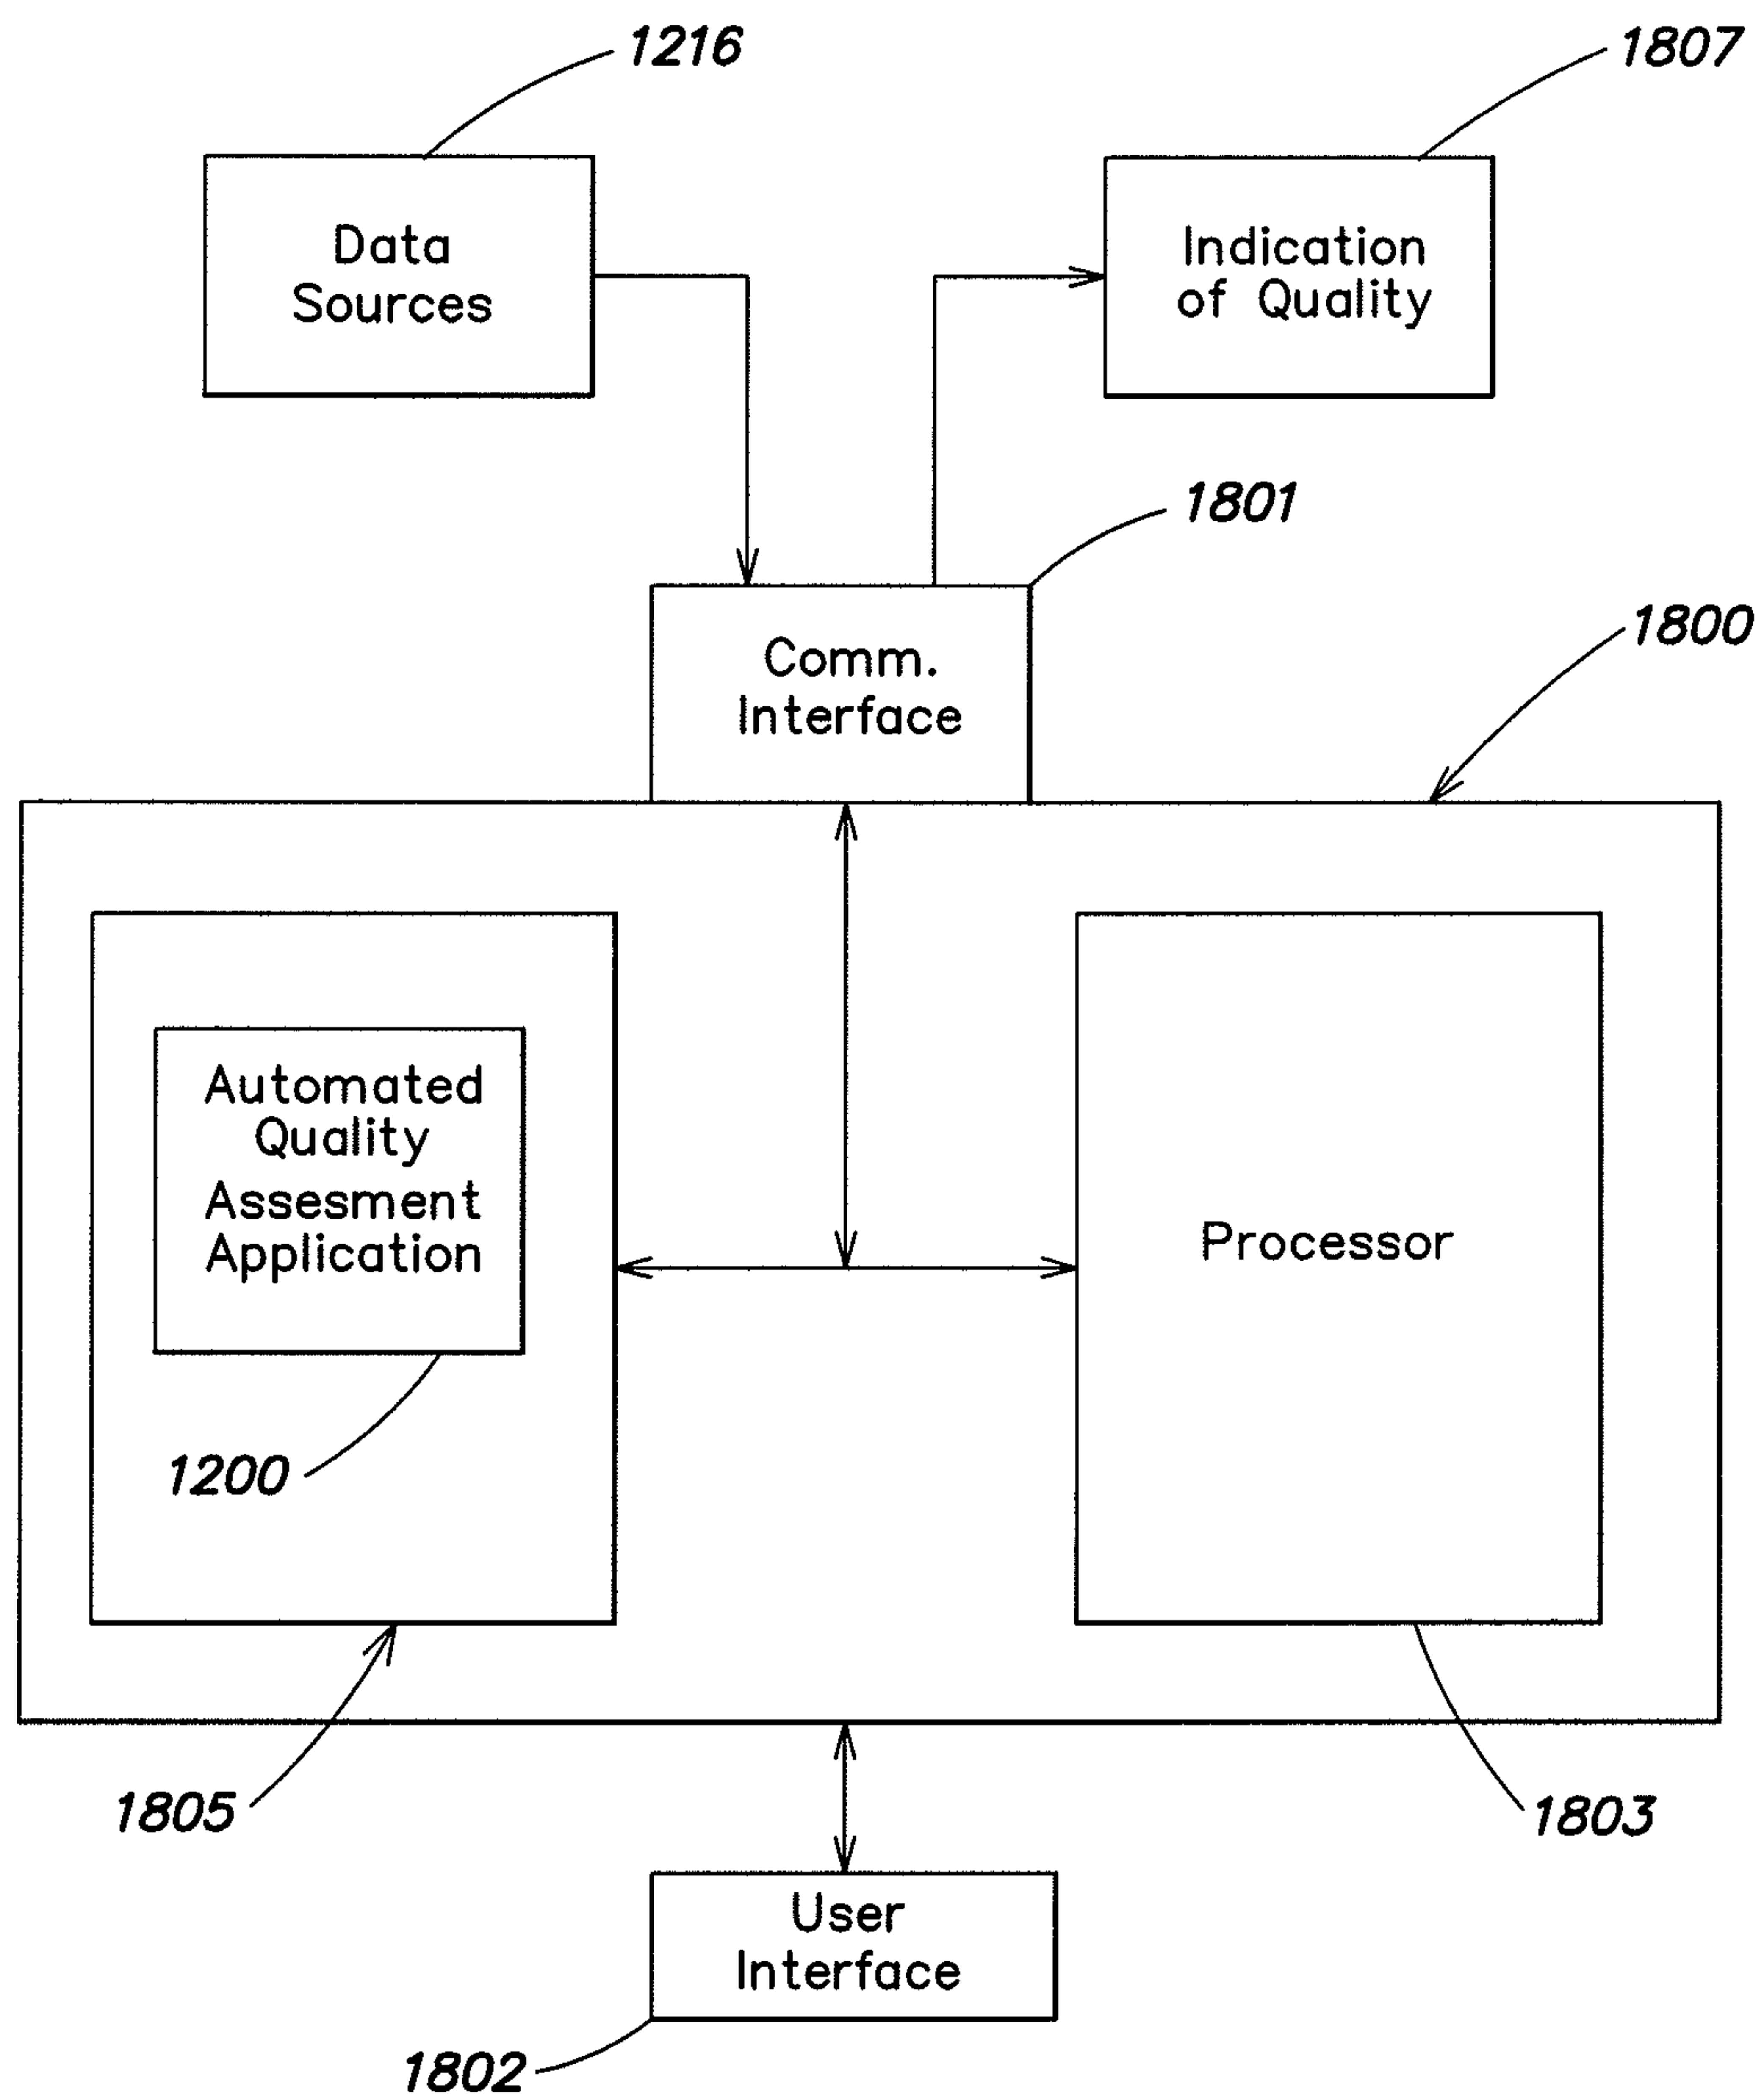 1216
1807
Data
Sources
Indication
of Quality
1801
1800
Comm.
Interface
Automated
Quality
Assesment
Application
Processor
1200
1805
1803
User
Interface
1802